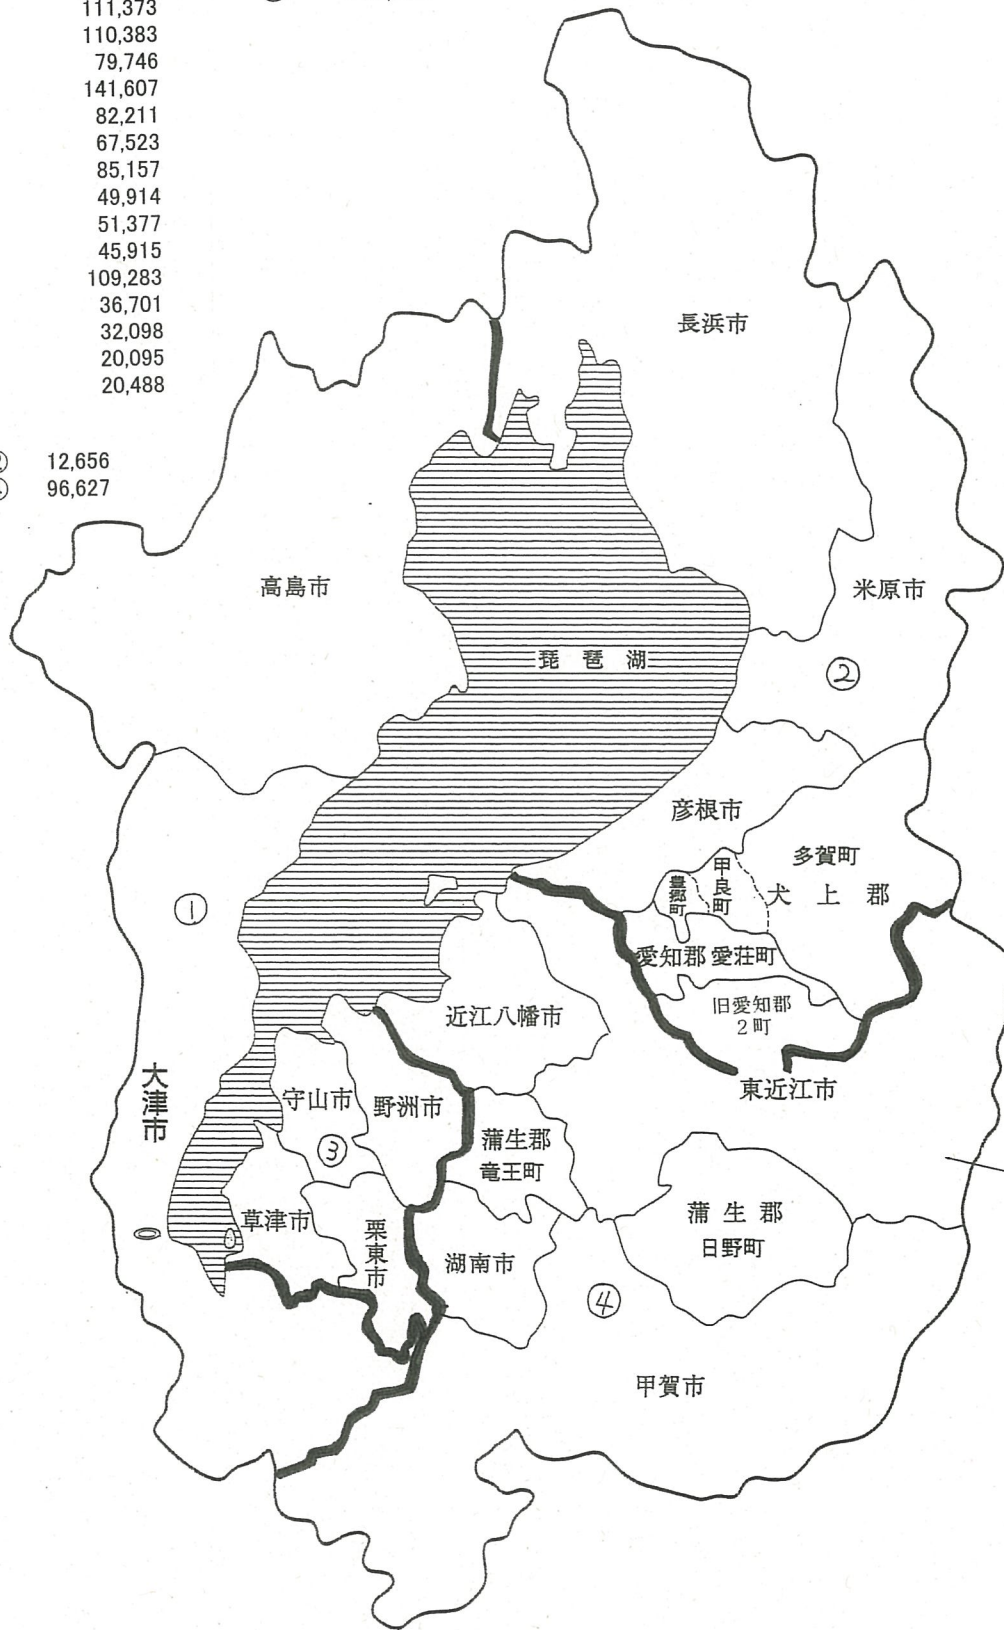 111,373
110,383
79,746
141,607
82,211
67,523
85,157
49,914
51,377
45,915
109,283
36,701
32,098
20,095
20,488
② 12,656
④ 96,627
長浜市
高島市
米原市
琵琶湖
②
彦根市
多賀町
甲良町
豊郷町
犬上郡
①
愛知郡 愛荘町
旧愛知郡
2町
近江八幡市
東近江市
大津市
守山市
野洲市
③
蒲生郡
竜王町
草津市
栗東市
湖南市
蒲生郡
日野町
④
甲賀市